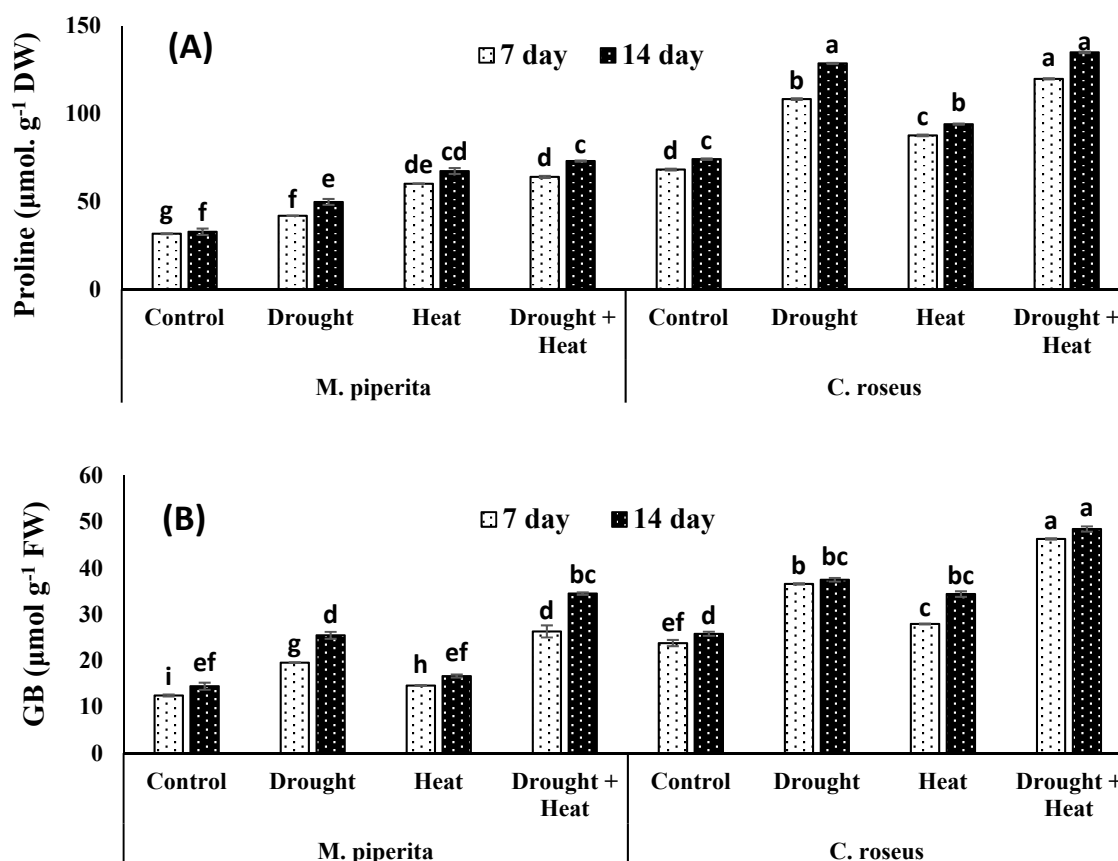 (A)
7 day 14 day
Proline (µmol. g-1 DW)
150
100
50
0
g f f e de cd d c d c b a c b a a
Control Drought Heat Drought + Heat Control Drought Heat Drought + Heat
M. piperita C. roseus
(B)
7 day 14 day
GB (µmol g-1 FW)
60
50
40
30
20
10
0
i ef g d h ef d bc ef d b bc c bc a a
Control Drought Heat Drought + Heat Control Drought Heat Drought + Heat
M. piperita C. roseus